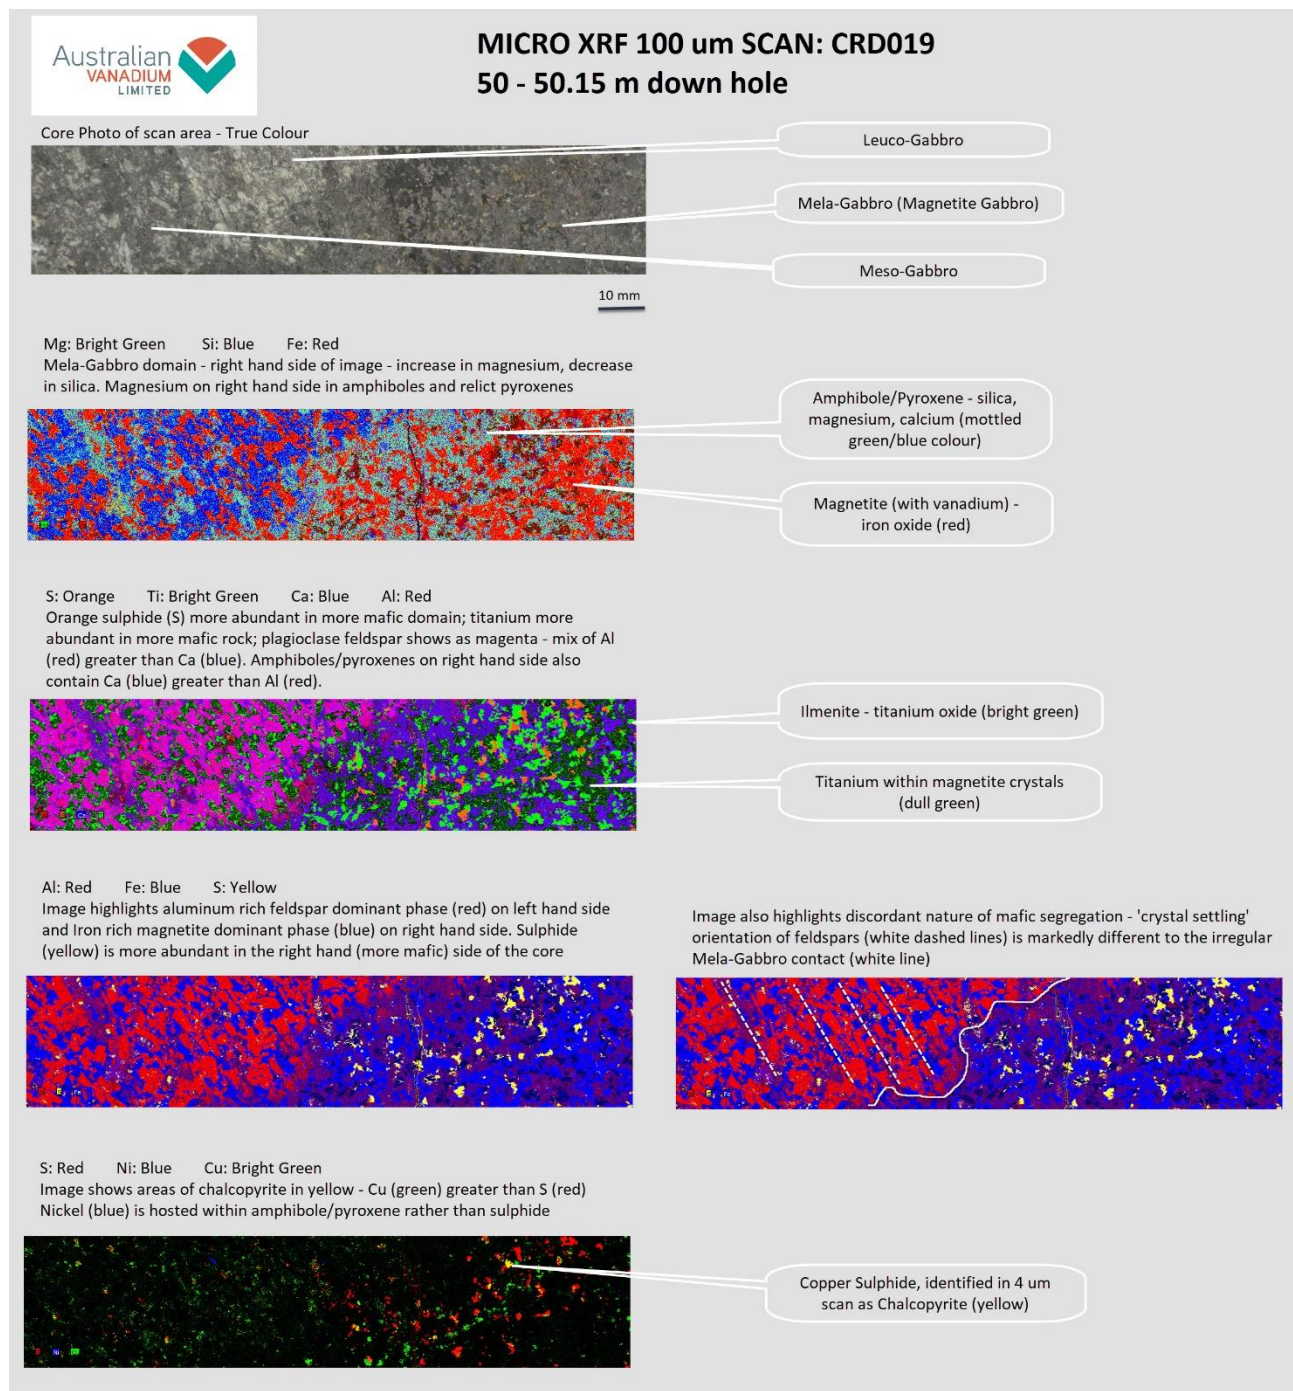 Australian
VANADIUM
LIMITED
MICRO XRF 100 um SCAN: CRD019
50 - 50.15 m down hole
Core Photo of scan area - True Colour
Leuco-Gabbro
Mela-Gabbro (Magnetite Gabbro)
Meso-Gabbro
10 mm
Mg: Bright Green Si: Blue Fe: Red
Mela-Gabbro domain - right hand side of image - increase in magnesium, decrease
in silica. Magnesium on right hand side in amphiboles and relict pyroxenes
Amphibole/Pyroxene - silica,
magnesium, calcium (mottled
green/blue colour)
Magnetite (with vanadium) -
iron oxide (red)
S: Orange Ti: Bright Green Ca: Blue Al: Red
Orange sulphide (S) more abundant in more mafic domain; titanium more
abundant in more mafic rock; plagioclase feldspar shows as magenta - mix of Al
(red) greater than Ca (blue). Amphiboles/pyroxenes on right hand side also
contain Ca (blue) greater than Al (red).
Ilmenite - titanium oxide (bright green)
Titanium within magnetite crystals
(dull green)
Al: Red Fe: Blue S: Yellow
Image highlights aluminum rich feldspar dominant phase (red) on left hand side
and Iron rich magnetite dominant phase (blue) on right hand side. Sulphide
(yellow) is more abundant in the right hand (more mafic) side of the core
Image also highlights discordant nature of mafic segregation - 'crystal settling'
orientation of feldspars (white dashed lines) is markedly different to the irregular
Mela-Gabbro contact (white line)
S: Red Ni: Blue Cu: Bright Green
Image shows areas of chalcopyrite in yellow - Cu (green) greater than S (red)
Nickel (blue) is hosted within amphibole/pyroxene rather than sulphide
Copper Sulphide, identified in 4 um
scan as Chalcopyrite (yellow)
Ni